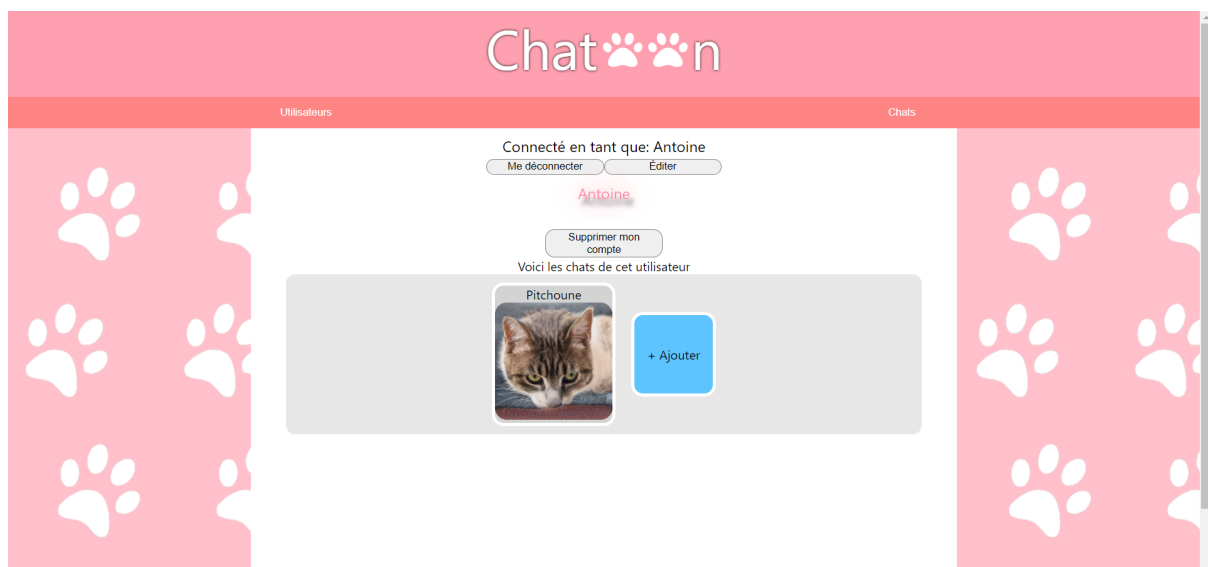 Chat🐾🐾n
Utilisateurs Chats
Connecté en tant que: Antoine
Me déconnecter Éditer
Antoine
Supprimer mon
compte
Voici les chats de cet utilisateur
Pitchoune
+ Ajouter